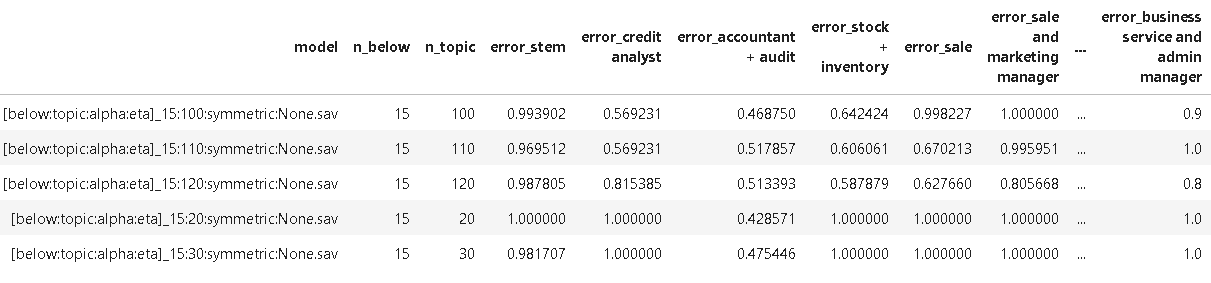 model n_below n_topic error_stem error_credit analyst error_accountant + audit error_stock + inventory error_sale error_sale and marketing manager ... error_business service and admin manager
[below:topic:alpha:eta]_15:100:symmetric:None.sav 15 100 0.993902 0.569231 0.468750 0.642424 0.998227 1.000000 ... 0.9
[below:topic:alpha:eta]_15:110:symmetric:None.sav 15 110 0.969512 0.569231 0.517857 0.606061 0.670213 0.995951 ... 1.0
[below:topic:alpha:eta]_15:120:symmetric:None.sav 15 120 0.987805 0.815385 0.513393 0.587879 0.627660 0.805668 ... 0.8
[below:topic:alpha:eta]_15:20:symmetric:None.sav 15 20 1.000000 1.000000 0.428571 1.000000 1.000000 1.000000 ... 1.0
[below:topic:alpha:eta]_15:30:symmetric:None.sav 15 30 0.981707 1.000000 0.475446 1.000000 1.000000 1.000000 ... 1.0